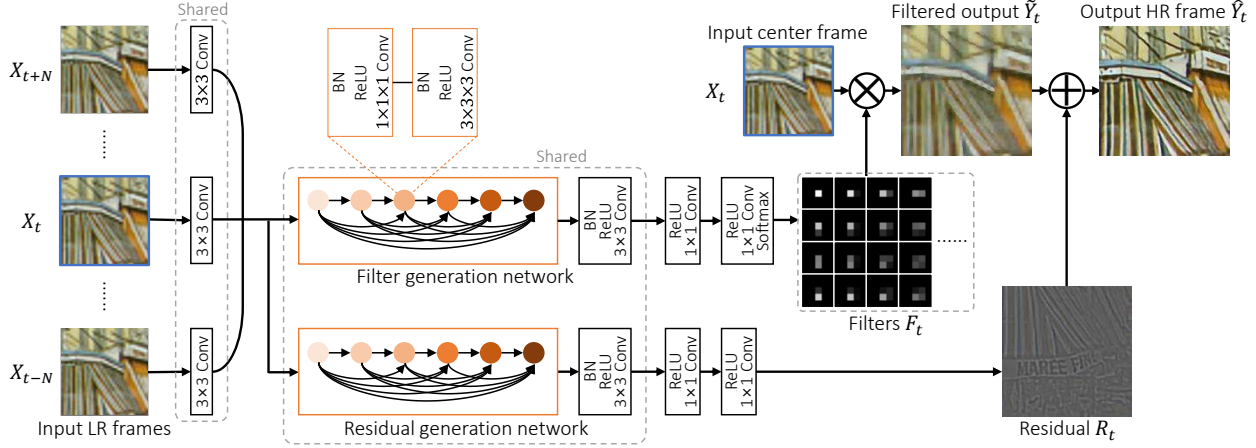 Shared
X_{t+N}
3×3 Conv
......
X_t
3×3 Conv
......
X_{t−N}
3×3 Conv
Input LR frames
BN
ReLU
1×1×1 Conv
BN
ReLU
3×3×3 Conv
Shared
Filter generation network
BN
ReLU
3×3 Conv
ReLU
1×1 Conv
ReLU
1×1 Conv
Softmax
Residual generation network
BN
ReLU
3×3 Conv
ReLU
1×1 Conv
ReLU
1×1 Conv
Input center frame
X_t
Filtered output Ỹ_t
Output HR frame Ŷ_t
......
Filters F_t
MAREE FINE
Residual R_t